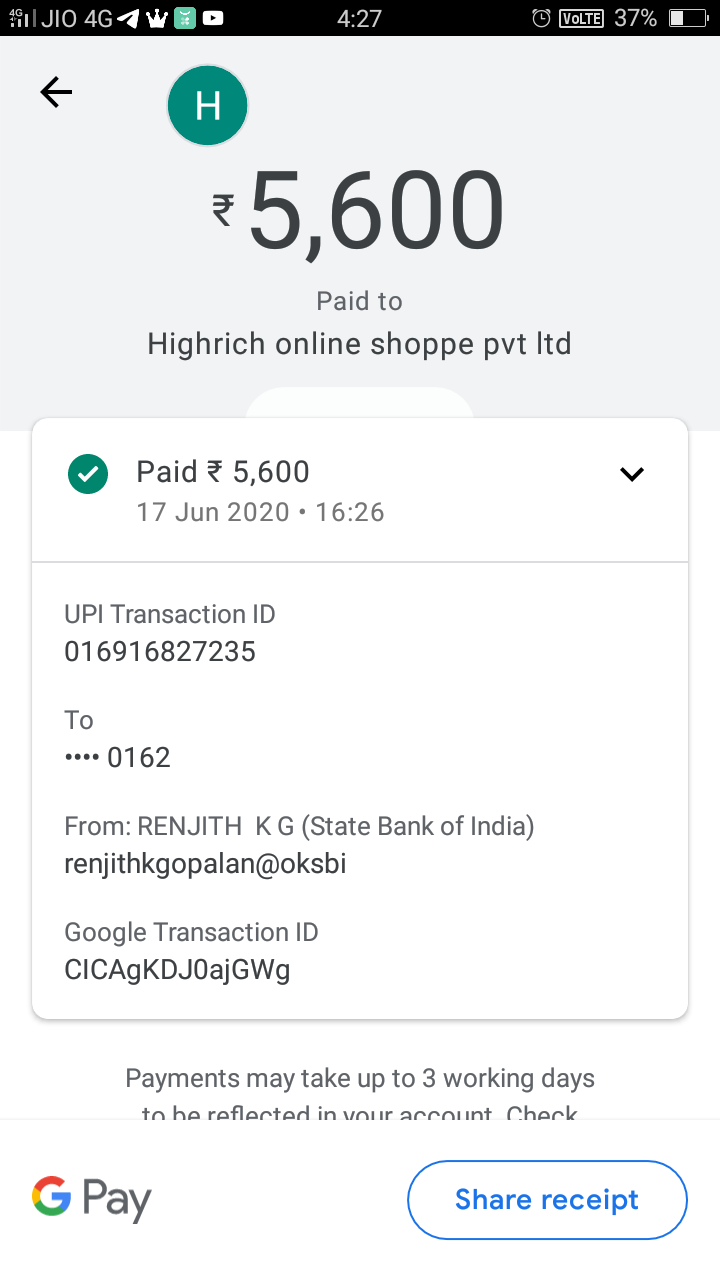 4G JIO 4G 4:27 VoLTE 37%
H
₹5,600
Paid to
Highrich online shoppe pvt ltd
Paid ₹ 5,600
17 Jun 2020 • 16:26
UPI Transaction ID
016916827235
To
•••• 0162
From: RENJITH K G (State Bank of India)
renjithkgopalan@oksbi
Google Transaction ID
CICAgKDJ0ajGWg
Payments may take up to 3 working days
to be reflected in your account. Check
G Pay
Share receipt